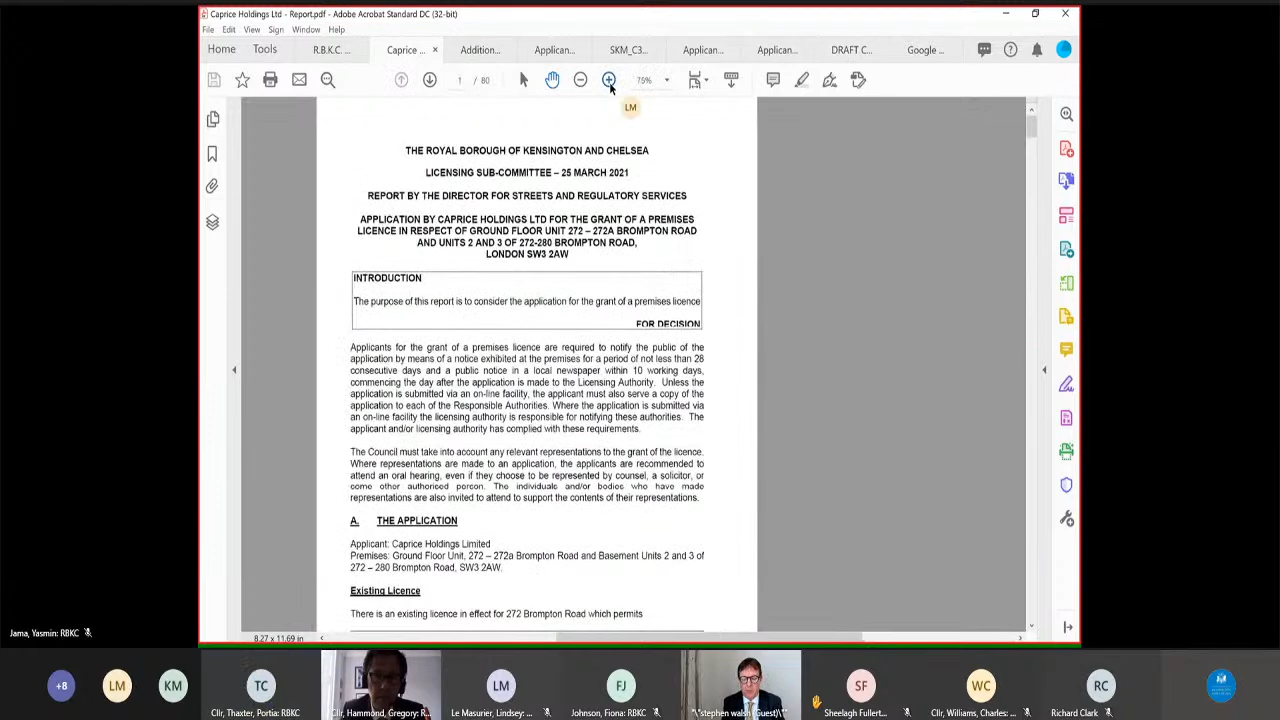 Caprice Holdings Ltd - Report.pdf - Adobe Acrobat Standard DC (32-bit)
File Edit View Sign Window Help
Home Tools R.B.K.C. ... Caprice ... × Addition... Applican... SKM_C3... Applican... Applican... DRAFT C... Google ...
1 / 80 75%
LM
THE ROYAL BOROUGH OF KENSINGTON AND CHELSEA
LICENSING SUB-COMMITTEE – 25 MARCH 2021
REPORT BY THE DIRECTOR FOR STREETS AND REGULATORY SERVICES
APPLICATION BY CAPRICE HOLDINGS LTD FOR THE GRANT OF A PREMISES
LICENCE IN RESPECT OF GROUND FLOOR UNIT 272 – 272A BROMPTON ROAD
AND UNITS 2 AND 3 OF 272-280 BROMPTON ROAD,
LONDON SW3 2AW
INTRODUCTION
The purpose of this report is to consider the application for the grant of a premises licence
FOR DECISION
Applicants for the grant of a premises licence are required to notify the public of the
application by means of a notice exhibited at the premises for a period of not less than 28
consecutive days and a public notice in a local newspaper within 10 working days,
commencing the day after the application is made to the Licensing Authority. Unless the
application is submitted via an on-line facility, the applicant must also serve a copy of the
application to each of the Responsible Authorities. Where the application is submitted via
an on-line facility the licensing authority is responsible for notifying these authorities. The
applicant and/or licensing authority has complied with these requirements.
The Council must take into account any relevant representations to the grant of the licence.
Where representations are made to an application, the applicants are recommended to
attend an oral hearing, even if they choose to be represented by counsel, a solicitor, or
some other authorised person. The individuals and/or bodies who have made
representations are also invited to attend to support the contents of their representations.
A. THE APPLICATION
Applicant: Caprice Holdings Limited
Premises: Ground Floor Unit, 272 – 272a Brompton Road and Basement Units 2 and 3 of
272 – 280 Brompton Road, SW3 2AW.
Existing Licence
There is an existing licence in effect for 272 Brompton Road which permits
8.27 x 11.69 in
Jama, Yasmin: RBKC
+8 LM KM TC LM FJ SF WC RC
Cllr, Thaxter, Portia: RBKC Cllr, Hammond, Gregory: R... Le Masurier, Lindsey: ... Johnson, Fiona: RBKC "\"stephen walsh (Guest)\"" Sheelagh Fullert... Cllr, Williams, Charles: ... Richard Clark